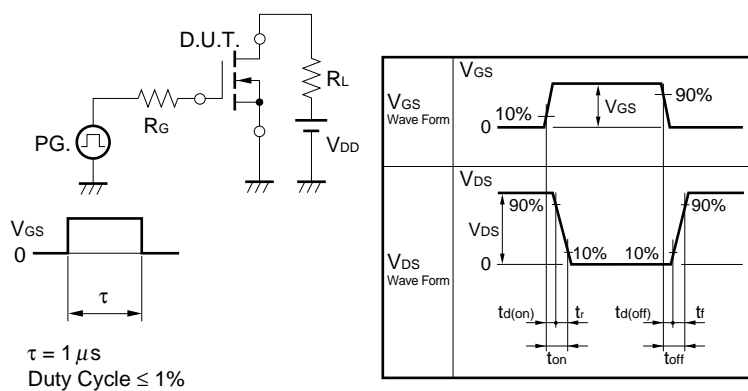 D.U.T.
RL
RG
PG.
VDD
VGS
0
τ
τ = 1 μs
Duty Cycle ≤ 1%
VGS
Wave Form
VGS
10%
VGS
90%
0
VDS
Wave Form
VDS
90%
VDS
10%
10%
90%
0
td(on)
tr
td(off)
tf
ton
toff